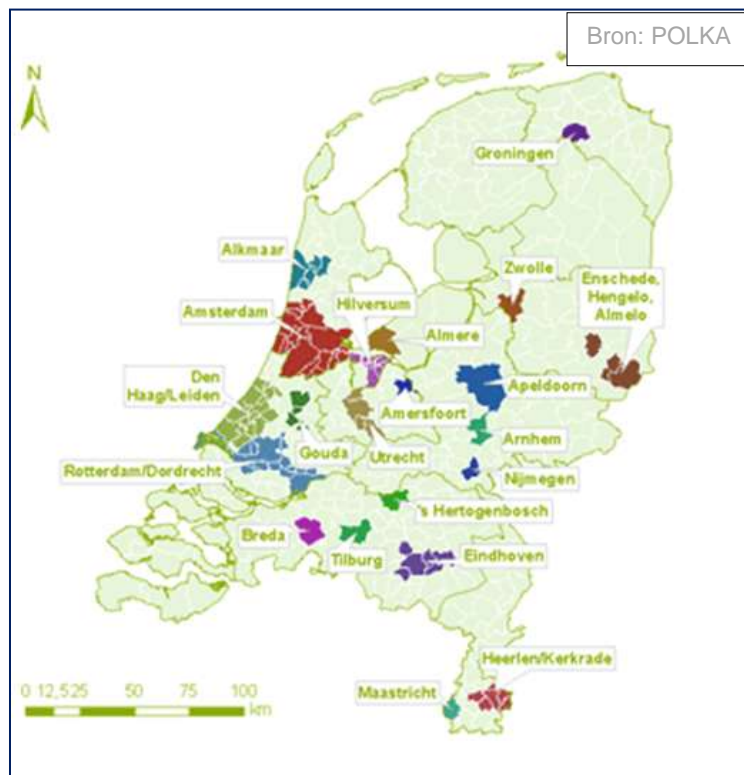 Bron: POLKA
N
Groningen
Alkmaar
Zwolle
Enschede,
Hengelo,
Almelo
Hilversum
Amsterdam
Almere
Den
Haag/Leiden
Apeldoorn
Amersfoort
Arnhem
Gouda
Utrecht
Rotterdam/Dordrecht
Nijmegen
's Hertogenbosch
Breda
Tilburg
Eindhoven
Heerlen/Kerkrade
Maastricht
0 12,525 50 75 100
km